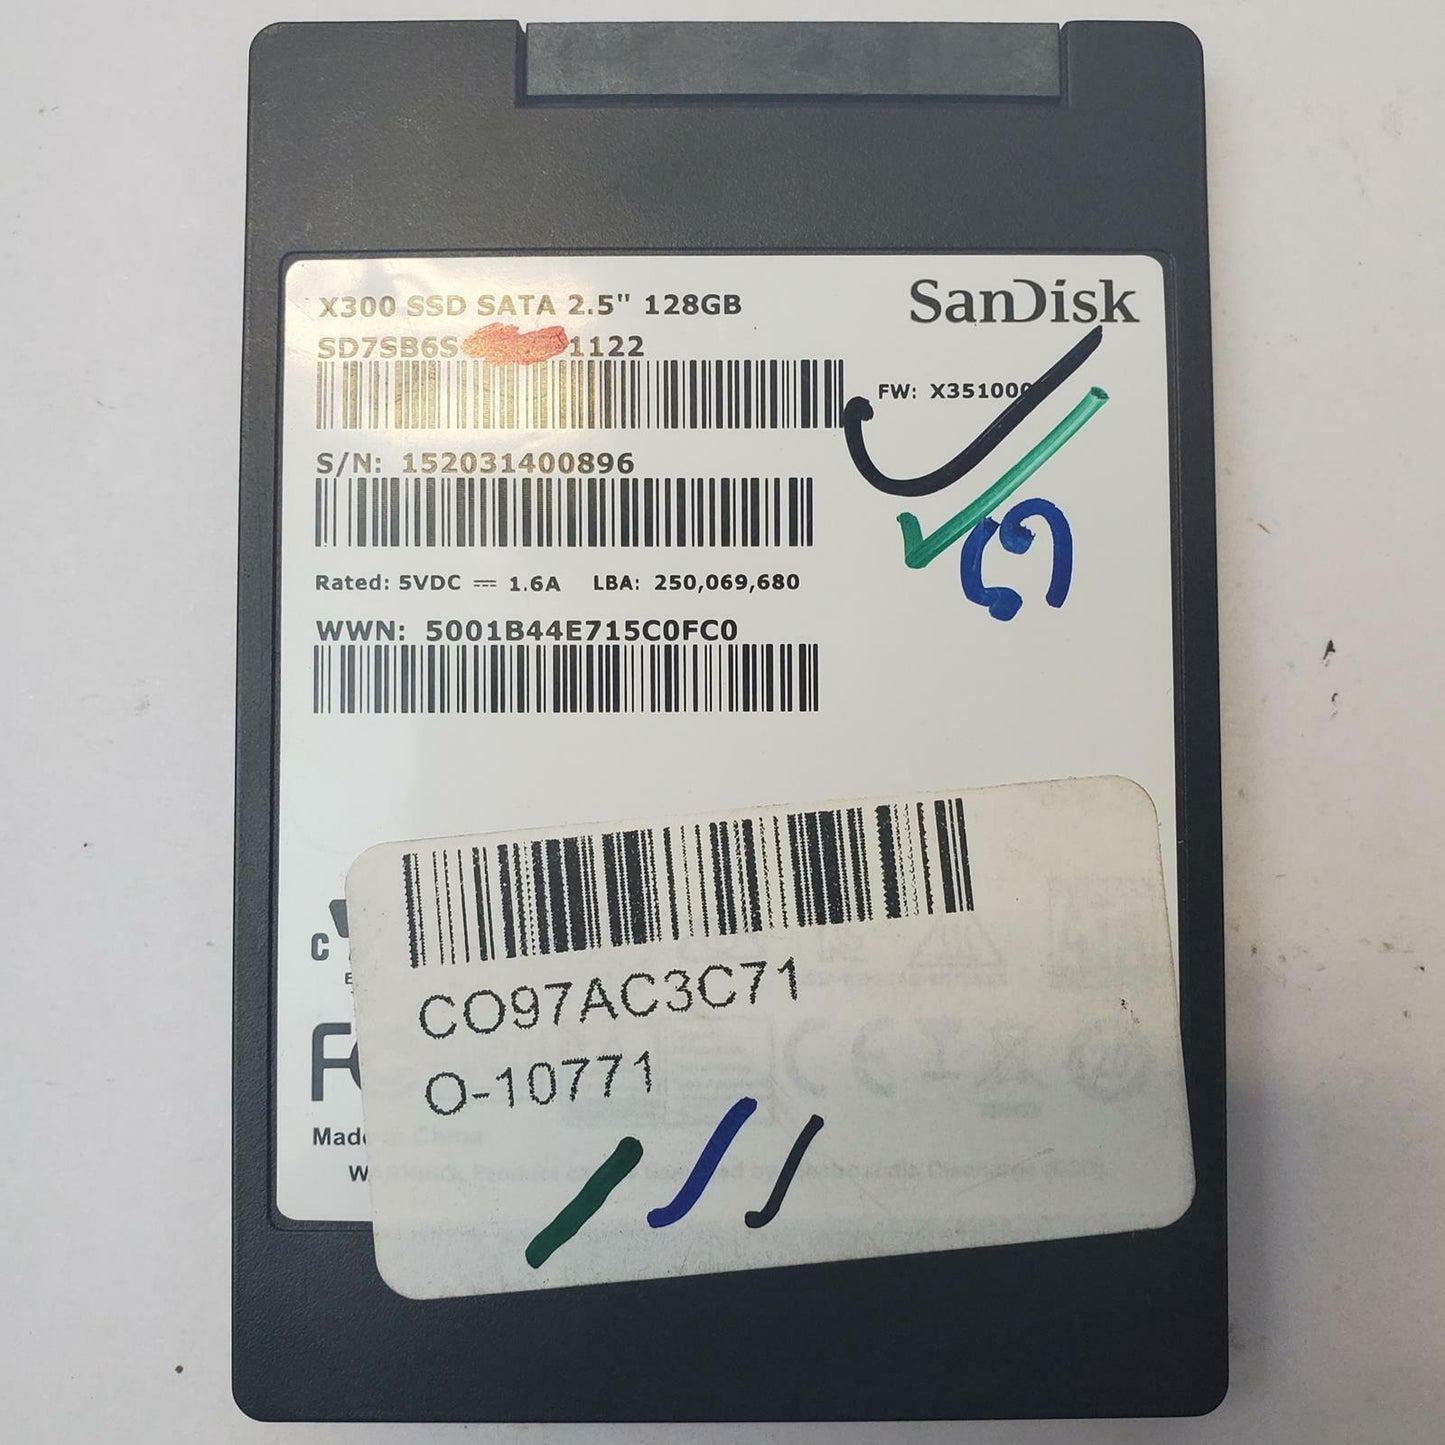 X300 SSD SATA 2.5" 128GB
SanDisk
SD7SB6S 1122
FW: X351000
S/N: 152031400896
Rated: 5VDC ⎓ 1.6A LBA: 250,069,680
WWN: 5001B44E715C0FC0
CO97AC3C71
O-10771
Made in China